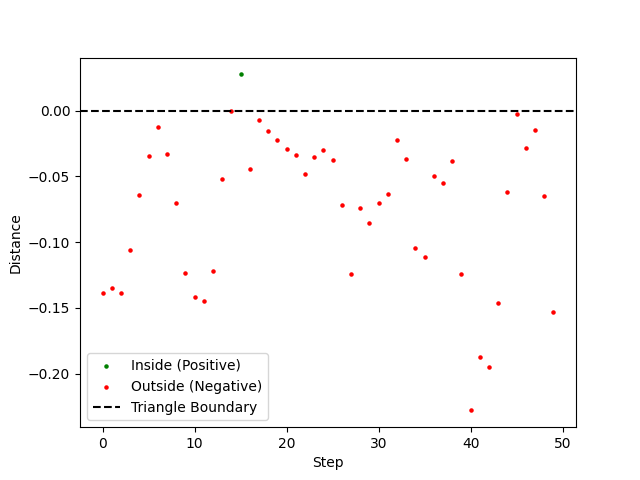 0.00
−0.05
−0.10
−0.15
−0.20
Distance
Inside (Positive)
Outside (Negative)
Triangle Boundary
0 10 20 30 40 50
Step